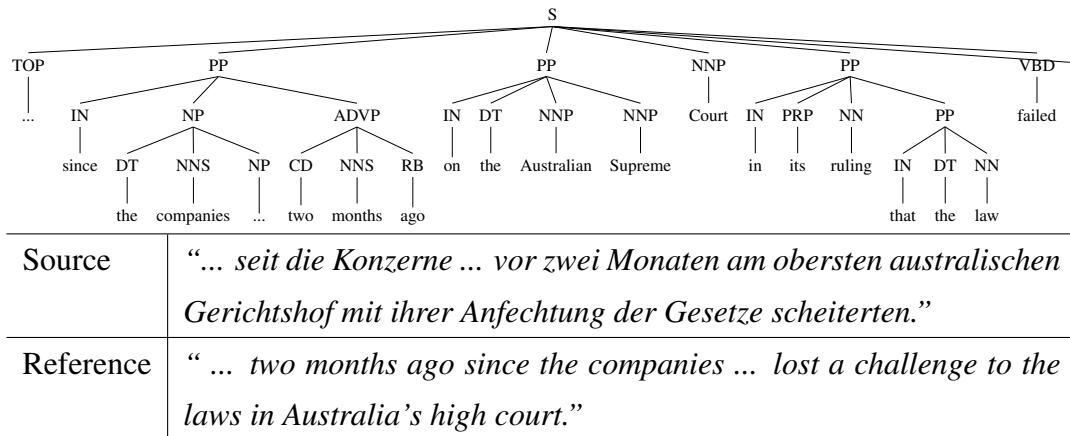 S
TOP PP PP NNP PP VBD
... IN NP ADVP IN DT NNP NNP Court IN PRP NN PP failed
since DT NNS NP CD NNS RB on the Australian Supreme in its ruling IN DT NN
the companies ... two months ago that the law
Source “... seit die Konzerne ... vor zwei Monaten am obersten australischen
Gerichtshof mit ihrer Anfechtung der Gesetze scheiterten.”
Reference “ ... two months ago since the companies ... lost a challenge to the
laws in Australia's high court.”